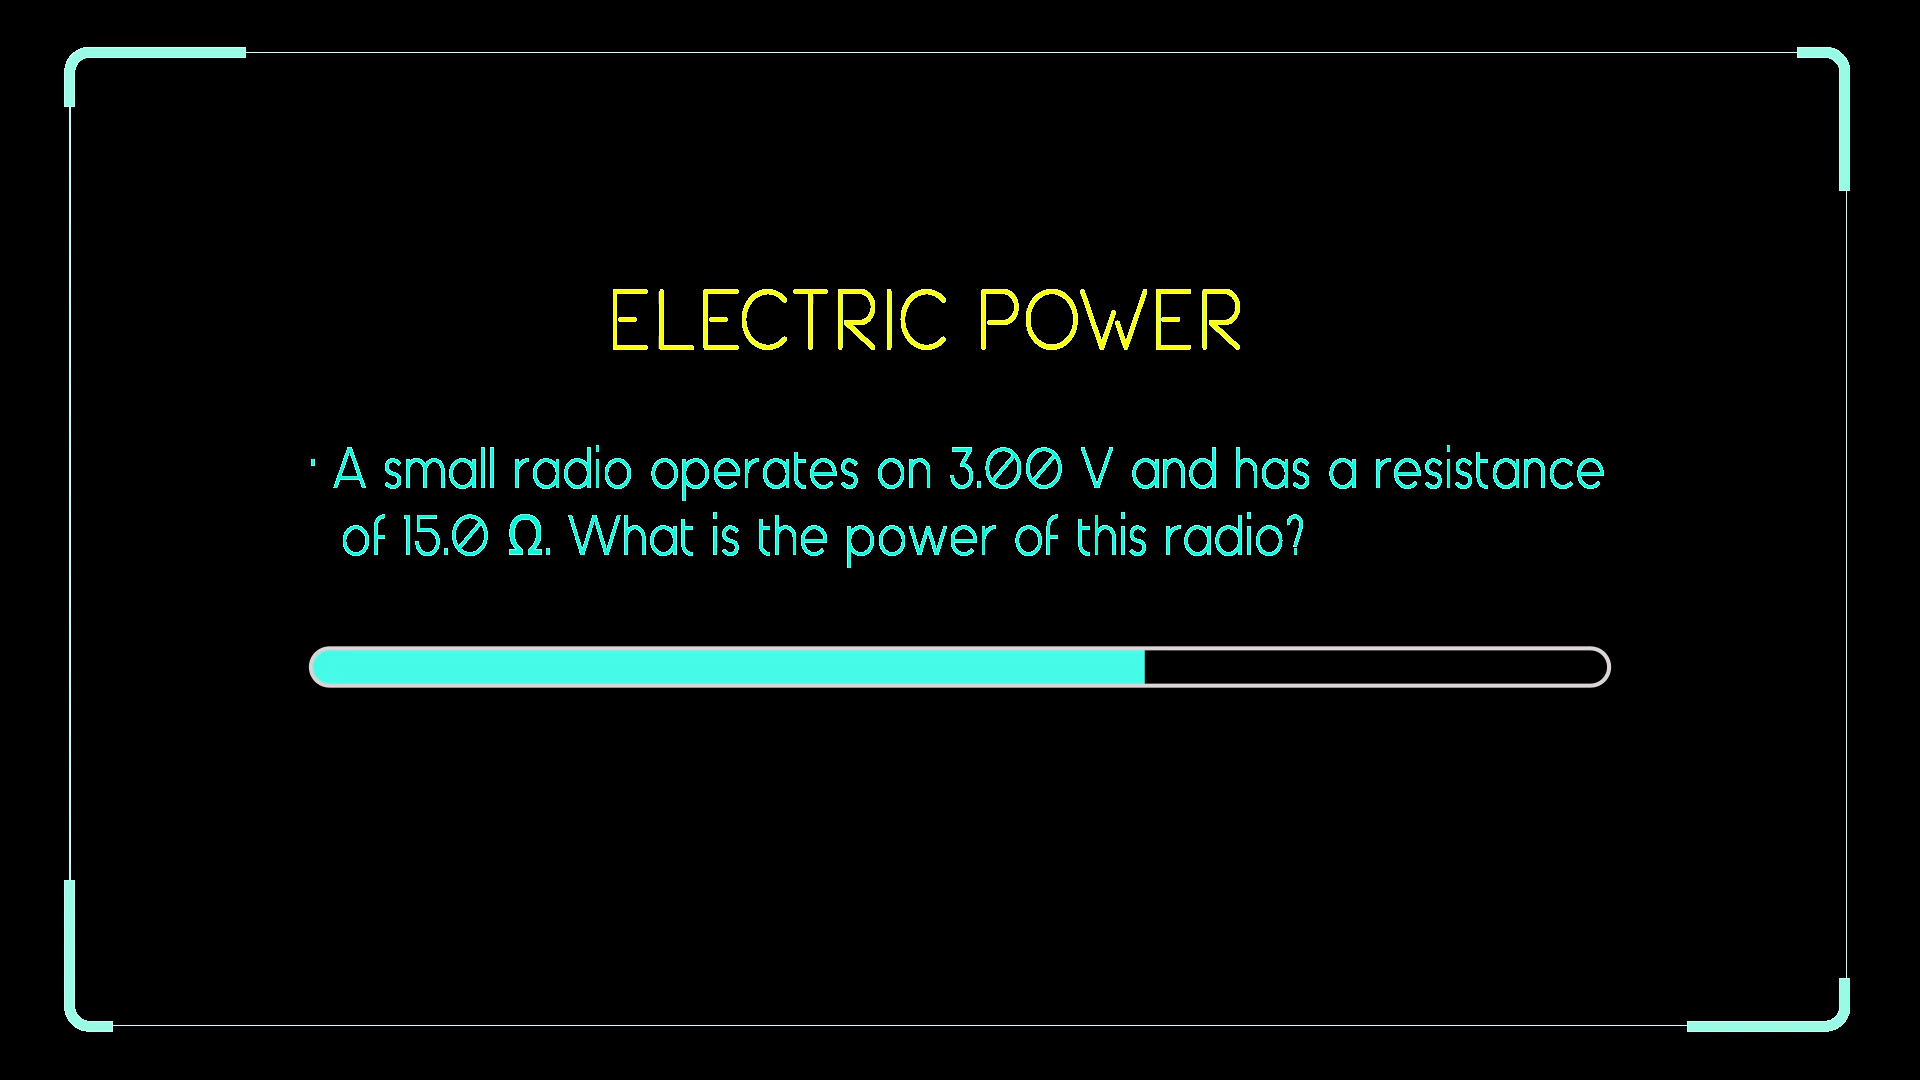 ELECTRIC POWER
· A small radio operates on 3.00 V and has a resistance
of 15.0 Ω. What is the power of this radio?